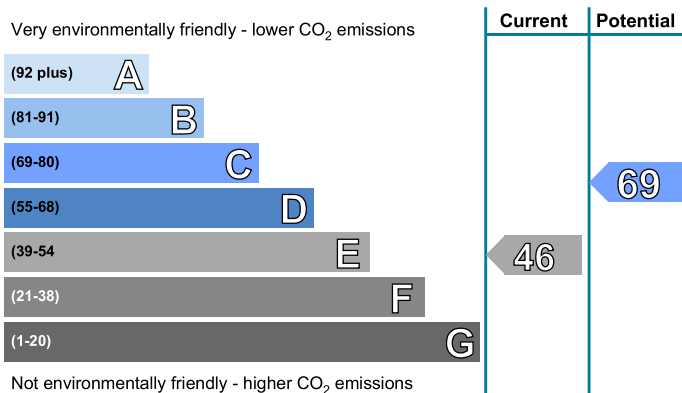 Current Potential
Very environmentally friendly - lower CO2 emissions
(92 plus) A
(81-91) B
(69-80) C
69
(55-68) D
(39-54 E
46
(21-38) F
(1-20) G
Not environmentally friendly - higher CO2 emissions